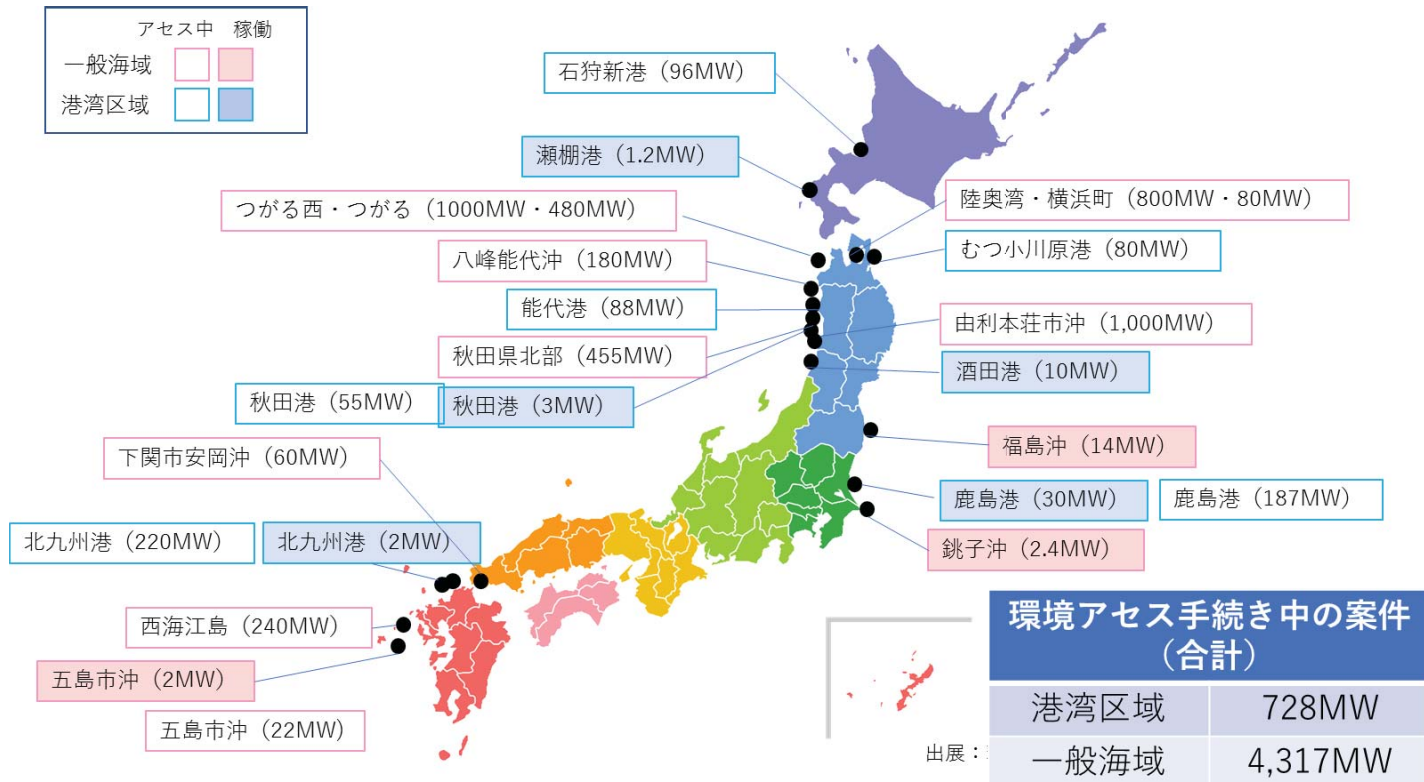 アセス中 稼働
一般海域
港湾区域
石狩新港（96MW）
瀬棚港（1.2MW）
つがる西・つがる（1000MW・480MW）
陸奥湾・横浜町（800MW・80MW）
八峰能代沖（180MW）
むつ小川原港（80MW）
能代港（88MW）
由利本荘市沖（1,000MW）
秋田県北部（455MW）
酒田港（10MW）
秋田港（55MW）
秋田港（3MW）
下関市安岡沖（60MW）
福島沖（14MW）
鹿島港（30MW）
鹿島港（187MW）
北九州港（220MW）
北九州港（2MW）
銚子沖（2.4MW）
西海江島（240MW）
五島市沖（2MW）
五島市沖（22MW）
環境アセス手続き中の案件
（合計）
港湾区域 728MW
一般海域 4,317MW
出展：